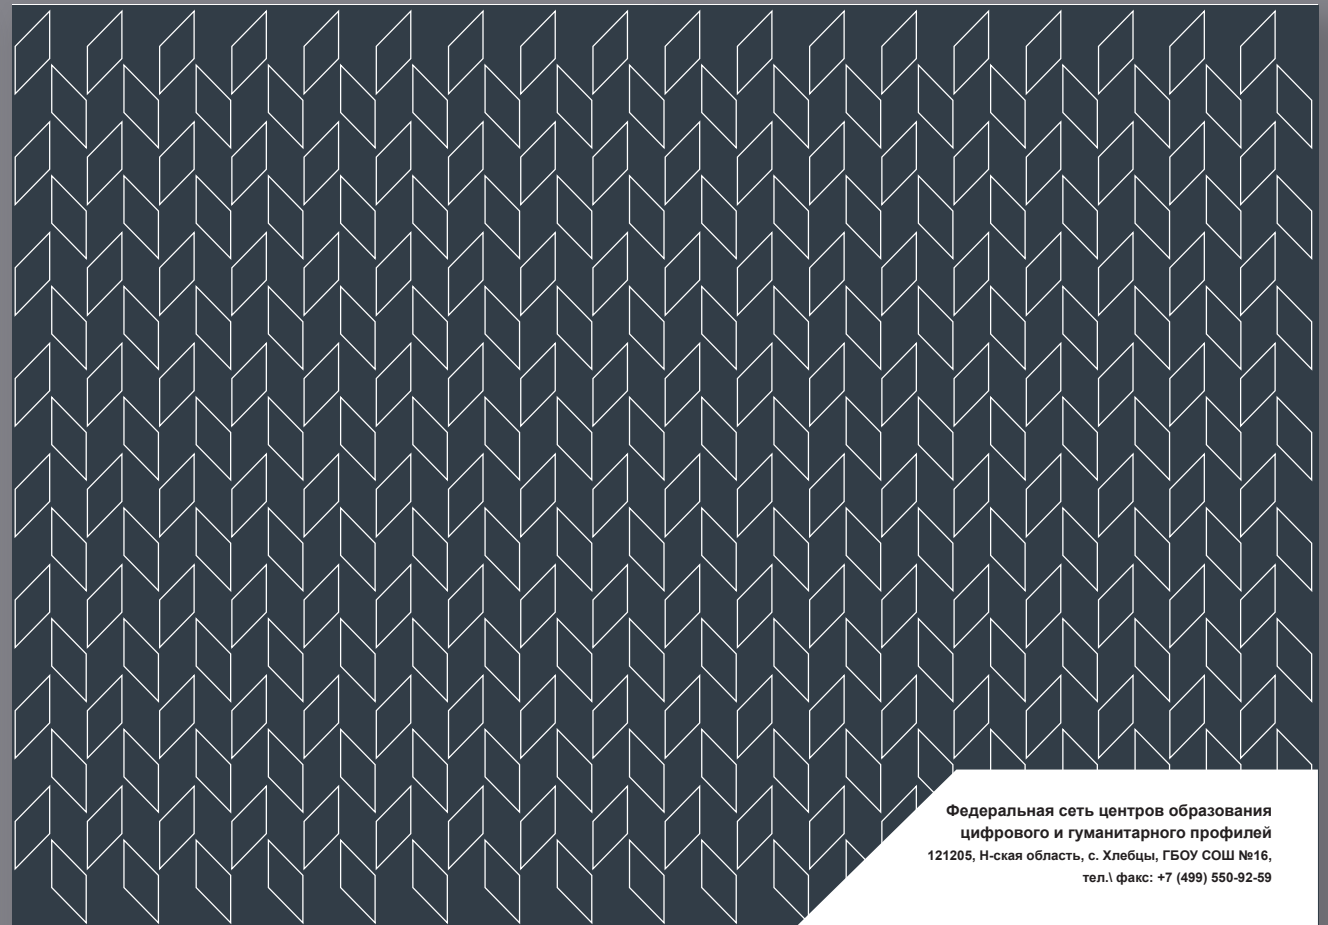 Федеральная сеть центров образования
цифрового и гуманитарного профилей
121205, Н-ская область, с. Хлебцы, ГБОУ СОШ №16,
тел.\ факс: +7 (499) 550-92-59